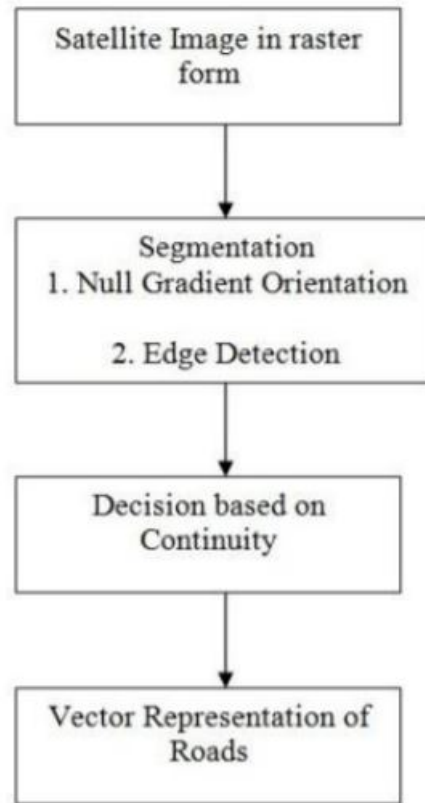 Satellite Image in raster
form
Segmentation
1. Null Gradient Orientation
2. Edge Detection
Decision based on
Continuity
Vector Representation of
Roads